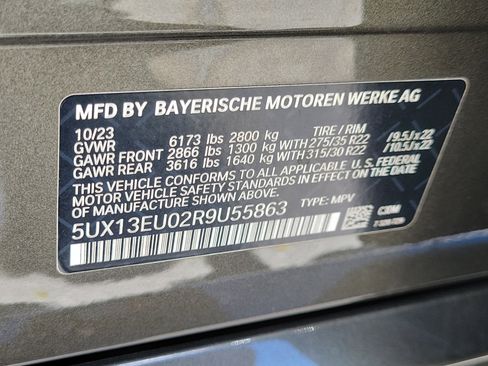 MFD BY BAYERISCHE MOTOREN WERKE AG
10/23 TIRE / RIM
GVWR 6173 lbs 2800 kg
GAWR FRONT 2866 lbs 1300 kg WITH 275/35 R22 /9.5Jx22
GAWR REAR 3616 lbs 1640 kg WITH 315/30 R22 /10.5Jx22
THIS VEHICLE CONFORMS TO ALL APPLICABLE U.S. FEDERAL
MOTOR VEHICLE SAFETY STANDARDS IN EFFECT ON THE DATE
OF MANUFACTURE SHOWN ABOVE.
5UX13EU02R9U55863 TYPE: MPV